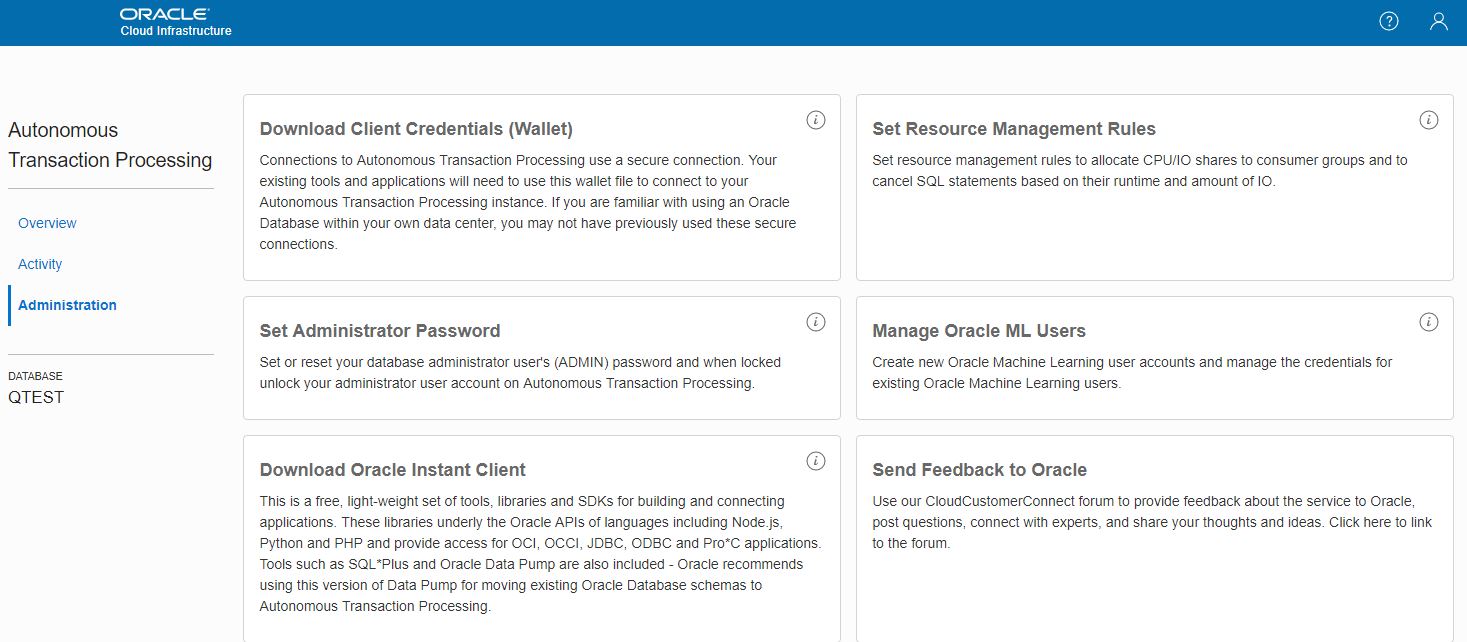 ORACLE
Cloud Infrastructure
Autonomous
Transaction Processing
Overview
Activity
Administration
DATABASE
QTEST
Download Client Credentials (Wallet)
Connections to Autonomous Transaction Processing use a secure connection. Your
existing tools and applications will need to use this wallet file to connect to your
Autonomous Transaction Processing instance. If you are familiar with using an Oracle
Database within your own data center, you may not have previously used these secure
connections.
Set Resource Management Rules
Set resource management rules to allocate CPU/IO shares to consumer groups and to
cancel SQL statements based on their runtime and amount of IO.
Set Administrator Password
Set or reset your database administrator user's (ADMIN) password and when locked
unlock your administrator user account on Autonomous Transaction Processing.
Manage Oracle ML Users
Create new Oracle Machine Learning user accounts and manage the credentials for
existing Oracle Machine Learning users.
Download Oracle Instant Client
This is a free, light-weight set of tools, libraries and SDKs for building and connecting
applications. These libraries underly the Oracle APIs of languages including Node.js,
Python and PHP and provide access for OCI, OCCI, JDBC, ODBC and Pro*C applications.
Tools such as SQL*Plus and Oracle Data Pump are also included - Oracle recommends
using this version of Data Pump for moving existing Oracle Database schemas to
Autonomous Transaction Processing.
Send Feedback to Oracle
Use our CloudCustomerConnect forum to provide feedback about the service to Oracle,
post questions, connect with experts, and share your thoughts and ideas. Click here to link
to the forum.